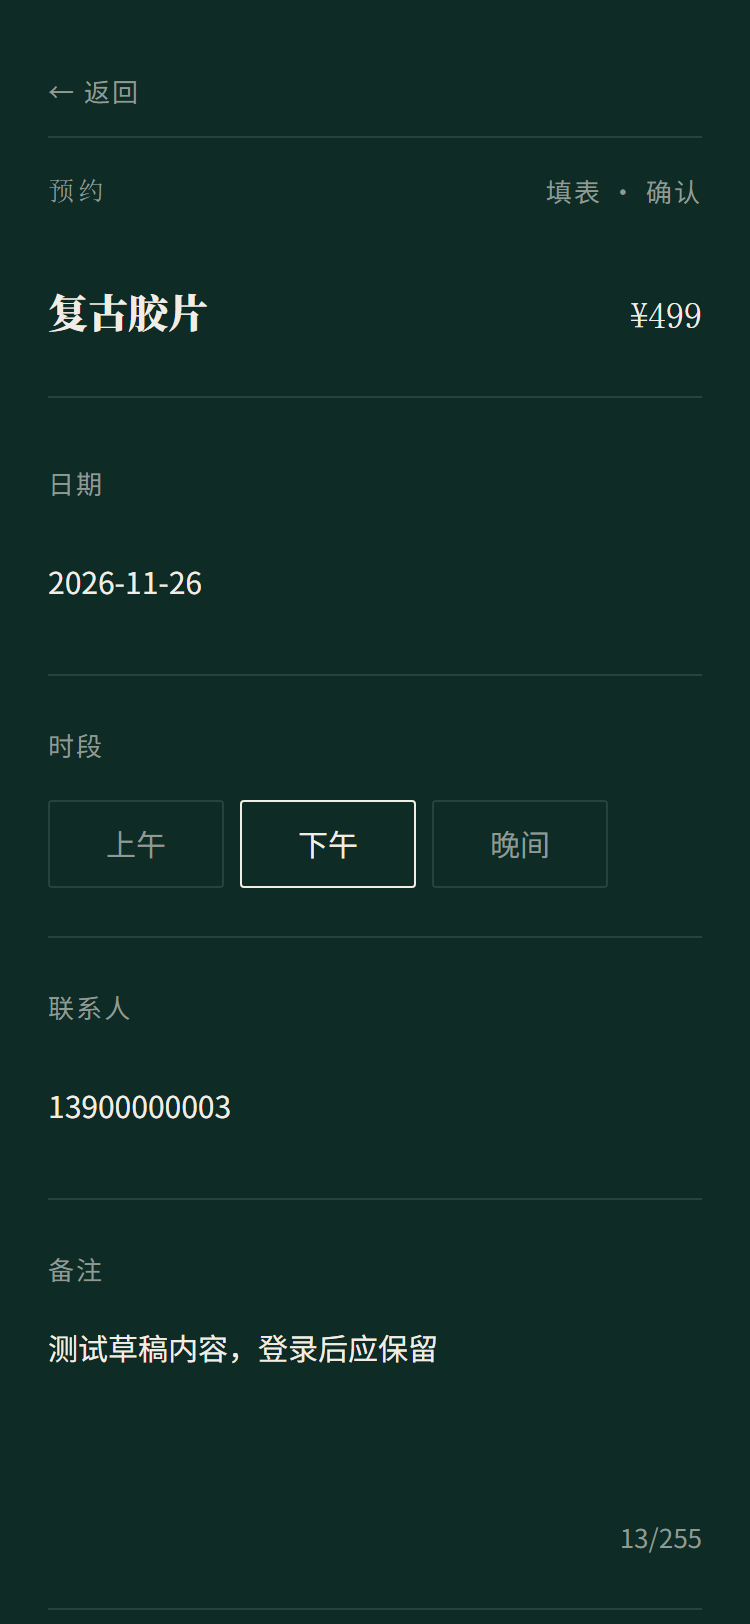 ← 返回
预约
填表 · 确认
复古胶片
¥499
日期
2026-11-26
时段
上午
下午
晚间
联系人
13900000003
备注
测试草稿内容，登录后应保留
13/255